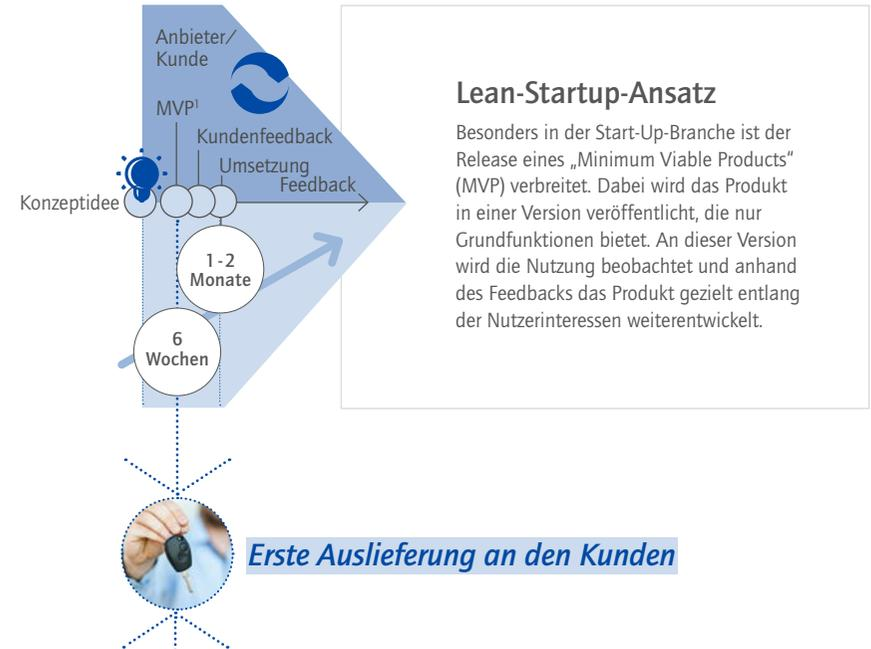 Anbieter/
Kunde
MVP¹
Kundenfeedback
Umsetzung
Feedback
Konzeptidee
1-2
Monate
6
Wochen
Lean-Startup-Ansatz
Besonders in der Start-Up-Branche ist der
Release eines „Minimum Viable Products“
(MVP) verbreitet. Dabei wird das Produkt
in einer Version veröffentlicht, die nur
Grundfunktionen bietet. An dieser Version
wird die Nutzung beobachtet und anhand
des Feedbacks das Produkt gezielt entlang
der Nutzerinteressen weiterentwickelt.
Erste Auslieferung an den Kunden